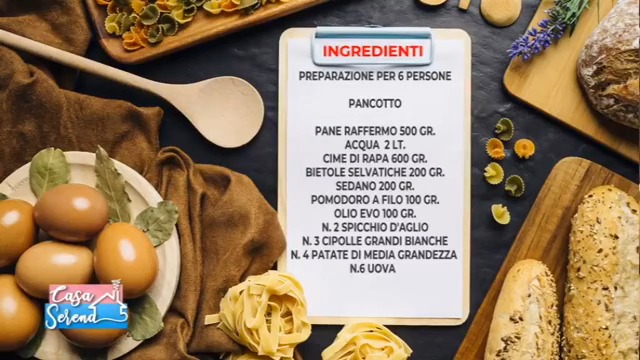 INGREDIENTI
PREPARAZIONE PER 6 PERSONE
PANCOTTO
PANE RAFFERMO 500 GR.
ACQUA 2 LT.
CIME DI RAPA 600 GR.
BIETOLE SELVATICHE 200 GR.
SEDANO 200 GR.
POMODORO A FILO 100 GR.
OLIO EVO 100 GR.
N. 2 SPICCHIO D'AGLIO
N. 3 CIPOLLE GRANDI BIANCHE
N. 4 PATATE DI MEDIA GRANDEZZA
N.6 UOVA
Casa
Serena 5